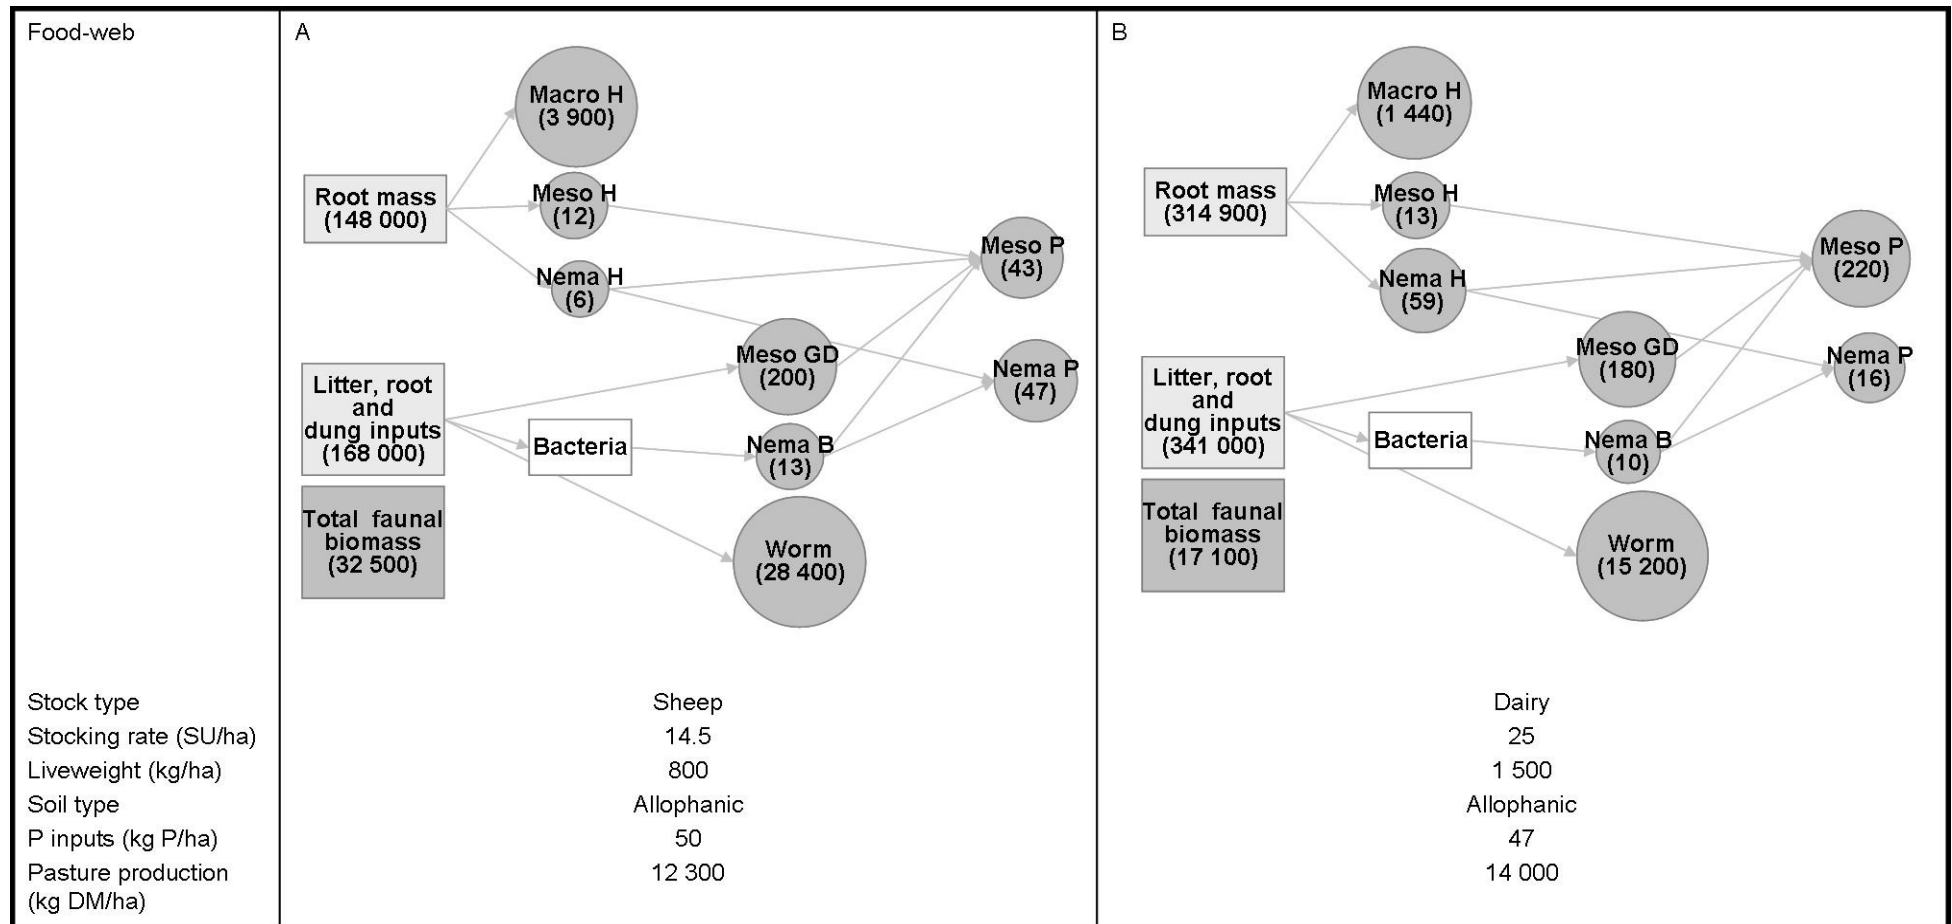 Food-web
A
Macro H
(3 900)
Root mass
(148 000)
Meso H
(12)
Nema H
(6)
Meso P
(43)
Litter, root
and
dung inputs
(168 000)
Meso GD
(200)
Nema P
(47)
Bacteria
Nema B
(13)
Total faunal
biomass
(32 500)
Worm
(28 400)
B
Macro H
(1 440)
Root mass
(314 900)
Meso H
(13)
Nema H
(59)
Meso P
(220)
Litter, root
and
dung inputs
(341 000)
Meso GD
(180)
Nema P
(16)
Bacteria
Nema B
(10)
Total faunal
biomass
(17 100)
Worm
(15 200)
Stock type Sheep Dairy
Stocking rate (SU/ha) 14.5 25
Liveweight (kg/ha) 800 1 500
Soil type Allophanic Allophanic
P inputs (kg P/ha) 50 47
Pasture production 12 300 14 000
(kg DM/ha)